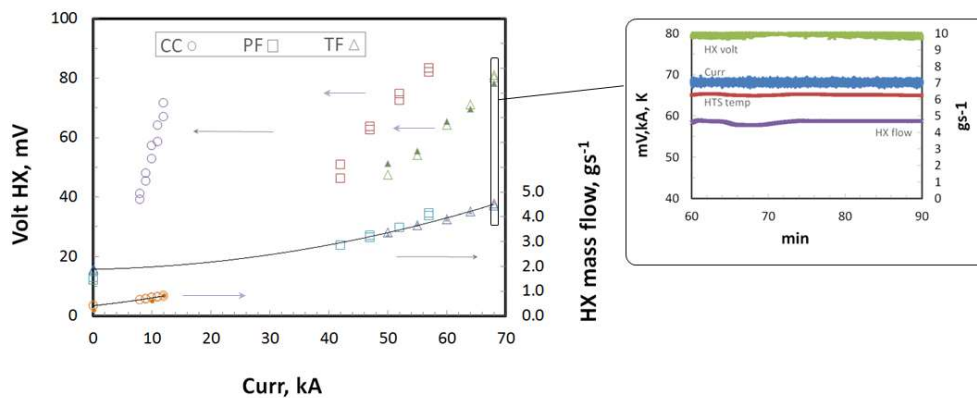 CC ○ PF □ TF △
Volt HX, mV
100
80
60
40
20
0
5.0
4.0
3.0
2.0
1.0
0.0
HX mass flow, gs-1
0 10 20 30 40 50 60 70
Curr, kA
mV,kA, K
80
70
60
50
40
HX volt
Curr
HTS temp
HX flow
10
9
8
7
6
5
4
3
2
1
0
gs-1
60 70 80 90
min